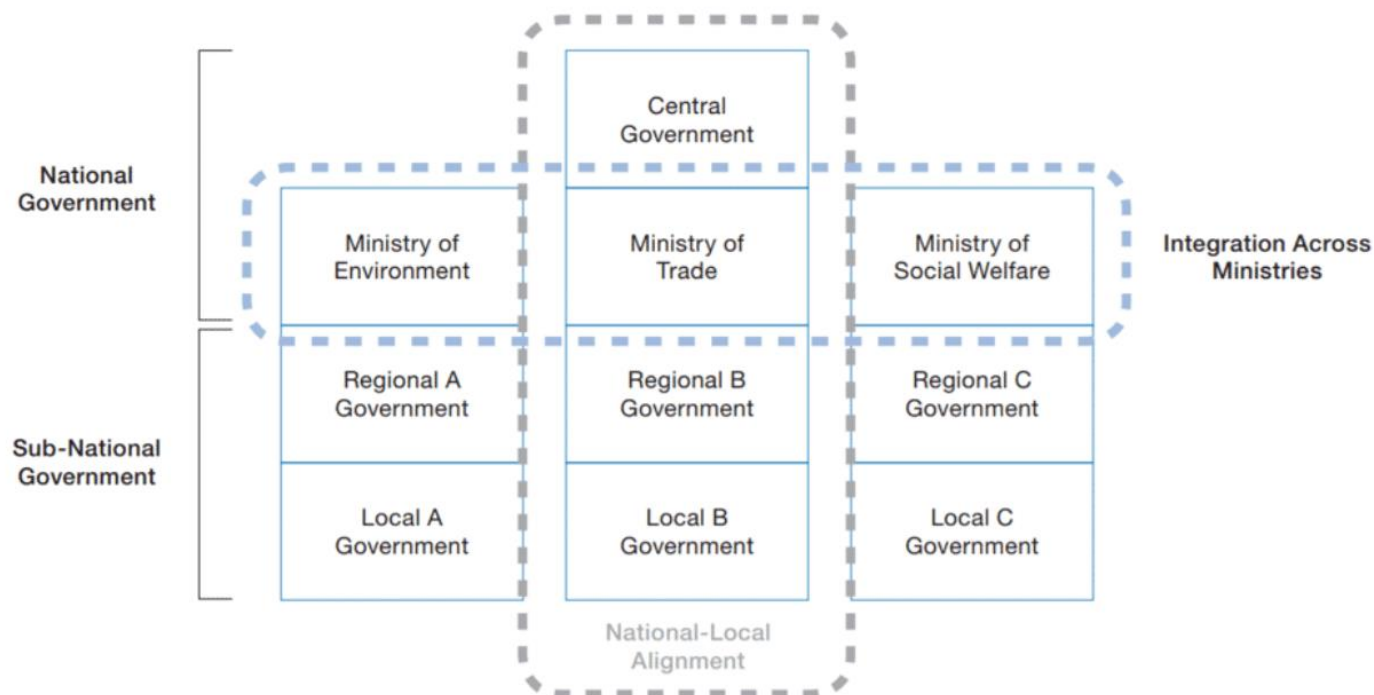 Central
Government
National
Government
Ministry of
Environment
Ministry of
Trade
Ministry of
Social Welfare
Integration Across
Ministries
Regional A
Government
Regional B
Government
Regional C
Government
Sub-National
Government
Local A
Government
Local B
Government
Local C
Government
National-Local
Alignment